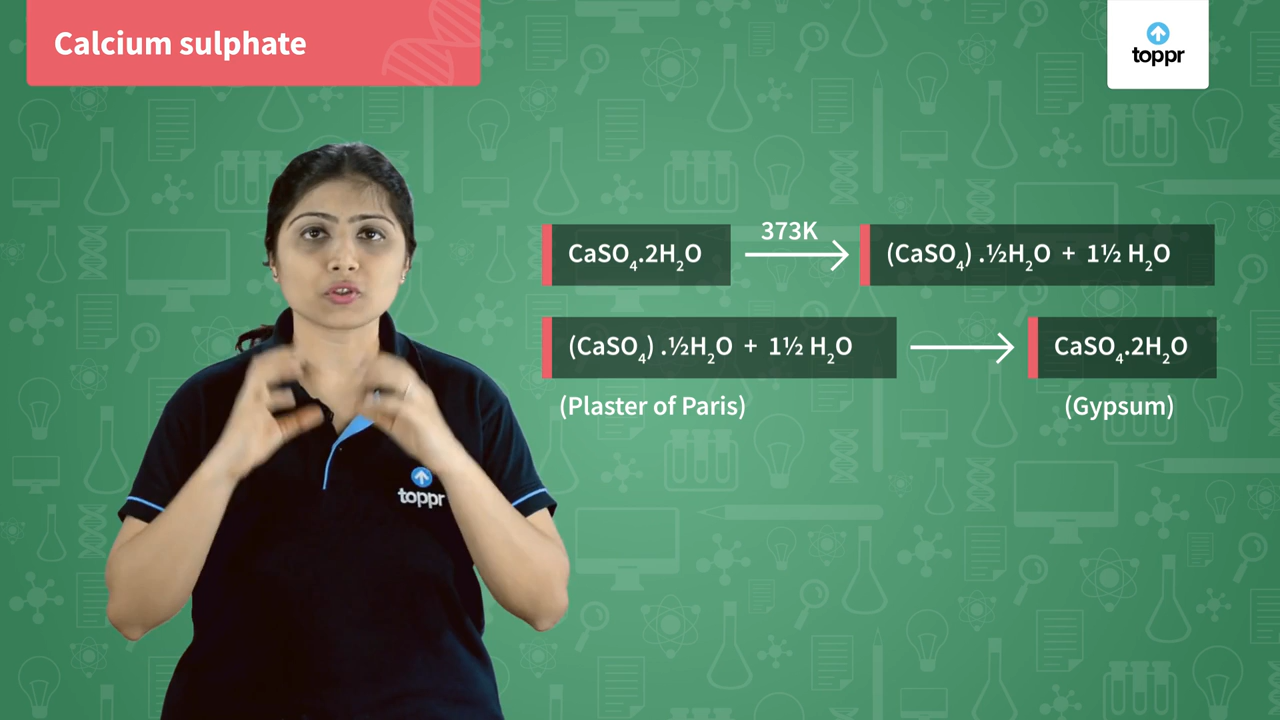 Calcium sulphate
toppr
373K
CaSO₄.2H₂O
(CaSO₄) .½H₂O + 1½ H₂O
(CaSO₄) .½H₂O + 1½ H₂O
CaSO₄.2H₂O
(Plaster of Paris)
(Gypsum)
toppr